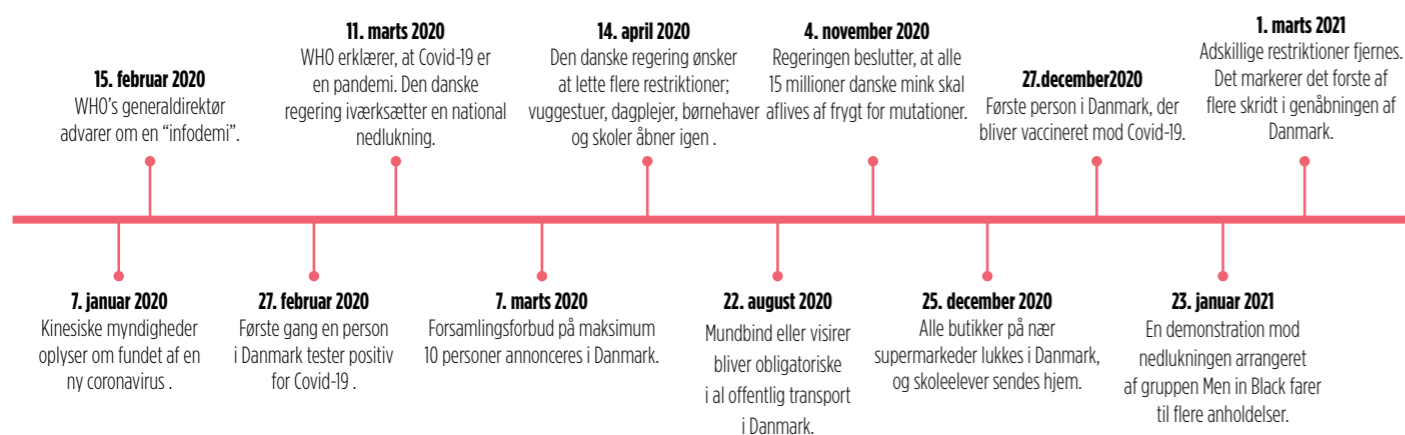 15. februar 2020
WHO's generaldirektør
advarer om en “infodemi”.
11. marts 2020
WHO erklærer, at Covid-19 er
en pandemi. Den danske
regering iværksætter en national
nedlukning.
14. april 2020
Den danske regering ønsker
at lette flere restriktioner;
vuggestuer, dagplejer, børnehaver
og skoler åbner igen .
4. november 2020
Regeringen beslutter, at alle
15 millioner danske mink skal
aflives af frygt for mutationer.
27.december2020
Første person i Danmark, der
bliver vaccineret mod Covid-19.
1. marts 2021
Adskillige restriktioner fjernes.
Det markerer det forste af
flere skridt i genåbningen af
Danmark.
7. januar 2020
Kinesiske myndigheder
oplyser om fundet af en
ny coronavirus .
27. februar 2020
Første gang en person
i Danmark tester positiv
for Covid-19 .
7. marts 2020
Forsamlingsforbud på maksimum
10 personer annonceres i Danmark.
22. august 2020
Mundbind eller visirer
bliver obligatoriske
i al offentlig transport
i Danmark.
25. december 2020
Alle butikker på nær
supermarkeder lukkes i Danmark,
og skoleelever sendes hjem.
23. januar 2021
En demonstration mod
nedlukningen arrangeret
af gruppen Men in Black farer
til flere anholdelser.